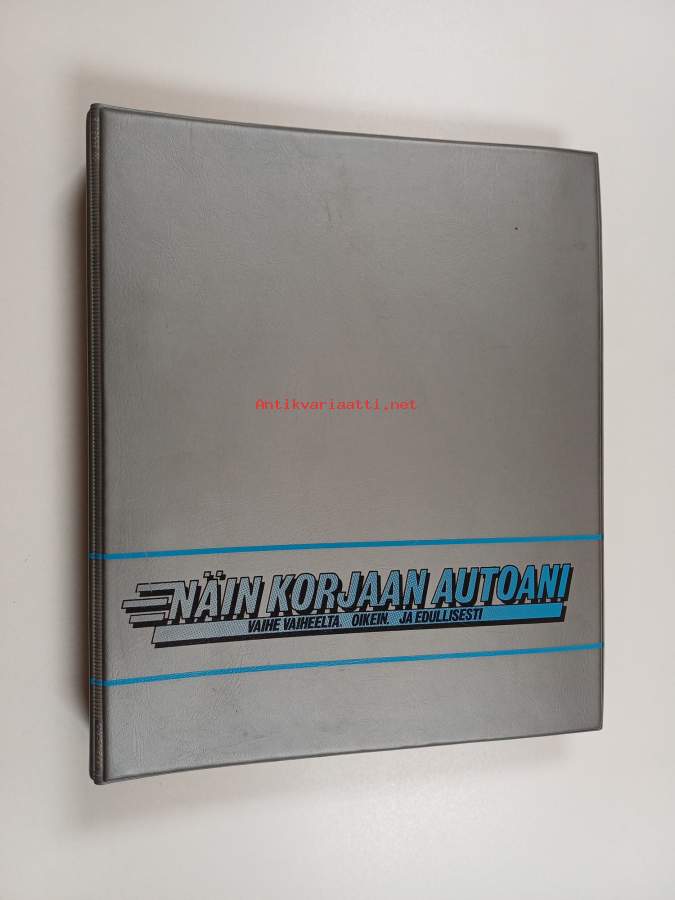 Antikvariaatti.net
NÄIN KORJAAN AUTOANI
VAIHE VAIHEELTA. OIKEIN. JA EDULLISESTI